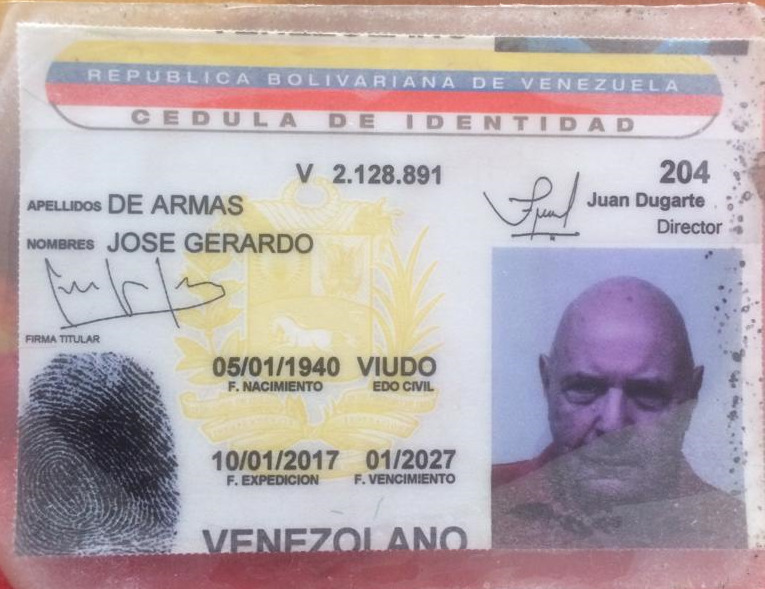 REPUBLICA BOLIVARIANA DE VENEZUELA
CEDULA DE IDENTIDAD
V 2.128.891
204
APELLIDOS DE ARMAS
Juan Dugarte
Director
NOMBRES JOSE GERARDO
FIRMA TITULAR
05/01/1940 VIUDO
F. NACIMIENTO EDO CIVIL
10/01/2017 01/2027
F. EXPEDICION F. VENCIMIENTO
VENEZOLANO